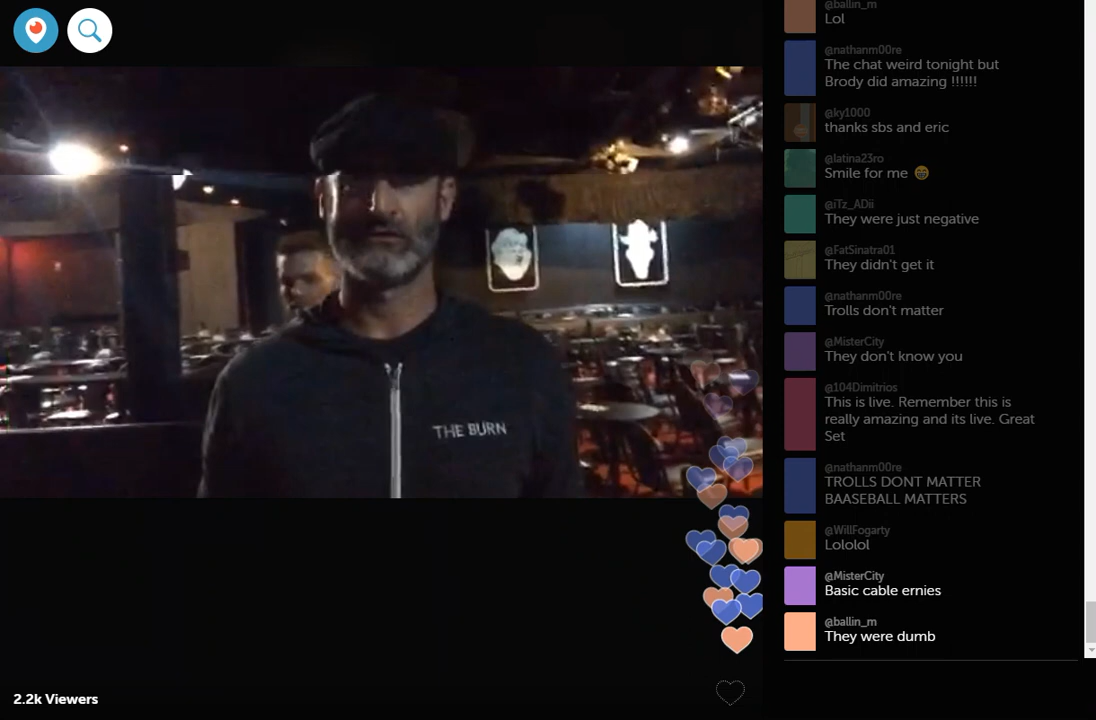 @ballin_m
Lol
@nathanm00re
The chat weird tonight but
Brody did amazing !!!!!!
@ky1000
thanks sbs and eric
@latina23ro
Smile for me 😁
@iTz_ADii
They were just negative
@FatSinatra01
They didn't get it
@nathanm00re
Trolls don't matter
@MisterCity
They don't know you
@104Dimitrios
This is live. Remember this is
really amazing and its live. Great
Set
@nathanm00re
TROLLS DONT MATTER
BAASEBALL MATTERS
@WillFogarty
Lololol
@MisterCity
Basic cable ernies
@ballin_m
They were dumb
THE BURN
2.2k Viewers